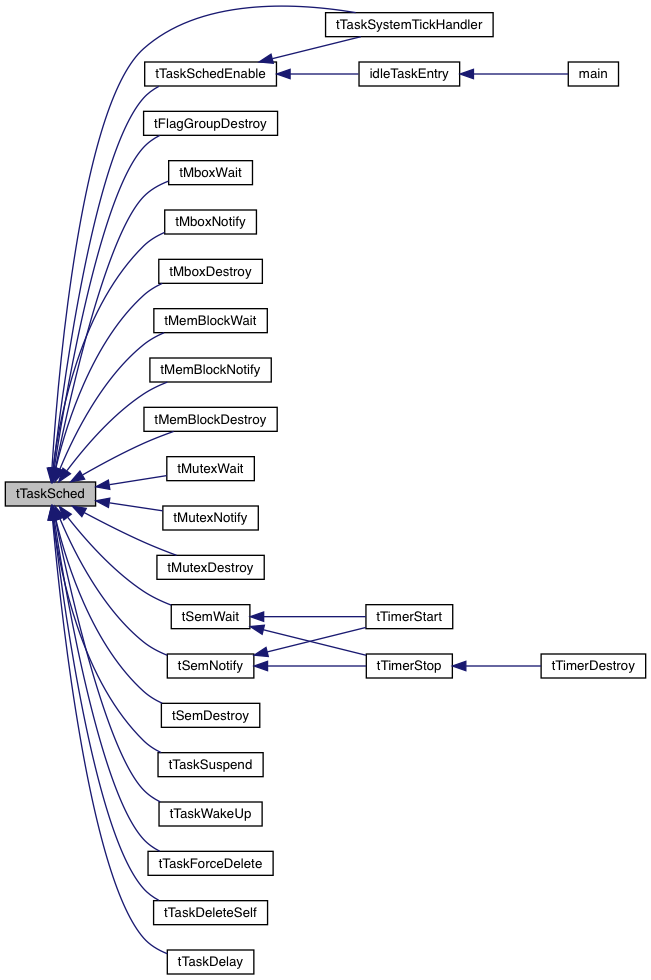 tTaskSystemTickHandler
tTaskSchedEnable
idleTaskEntry
main
tFlagGroupDestroy
tMboxWait
tMboxNotify
tMboxDestroy
tMemBlockWait
tMemBlockNotify
tMemBlockDestroy
tMutexWait
tTaskSched
tMutexNotify
tMutexDestroy
tSemWait
tTimerStart
tSemNotify
tTimerStop
tTimerDestroy
tSemDestroy
tTaskSuspend
tTaskWakeUp
tTaskForceDelete
tTaskDeleteSelf
tTaskDelay